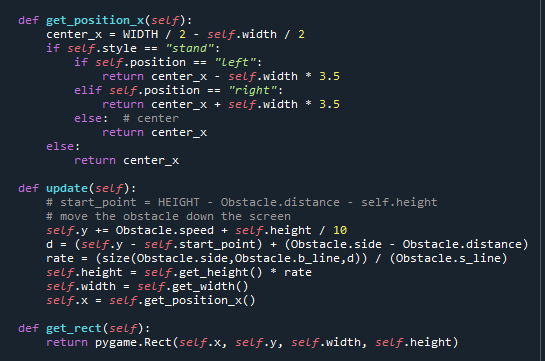 def get_position_x(self):
    center_x = WIDTH / 2 - self.width / 2
    if self.style == "stand":
        if self.position == "left":
            return center_x - self.width * 3.5
        elif self.position == "right":
            return center_x + self.width * 3.5
        else:  # center
            return center_x
    else:
        return center_x

def update(self):
    # start_point = HEIGHT - Obstacle.distance - self.height
    # move the obstacle down the screen
    self.y += Obstacle.speed + self.height / 10
    d = (self.y - self.start_point) + (Obstacle.side - Obstacle.distance)
    rate = (size(Obstacle.side,Obstacle.b_line,d)) / (Obstacle.s_line)
    self.height = self.get_height() * rate
    self.width = self.get_width()
    self.x = self.get_position_x()

def get_rect(self):
    return pygame.Rect(self.x, self.y, self.width, self.height)